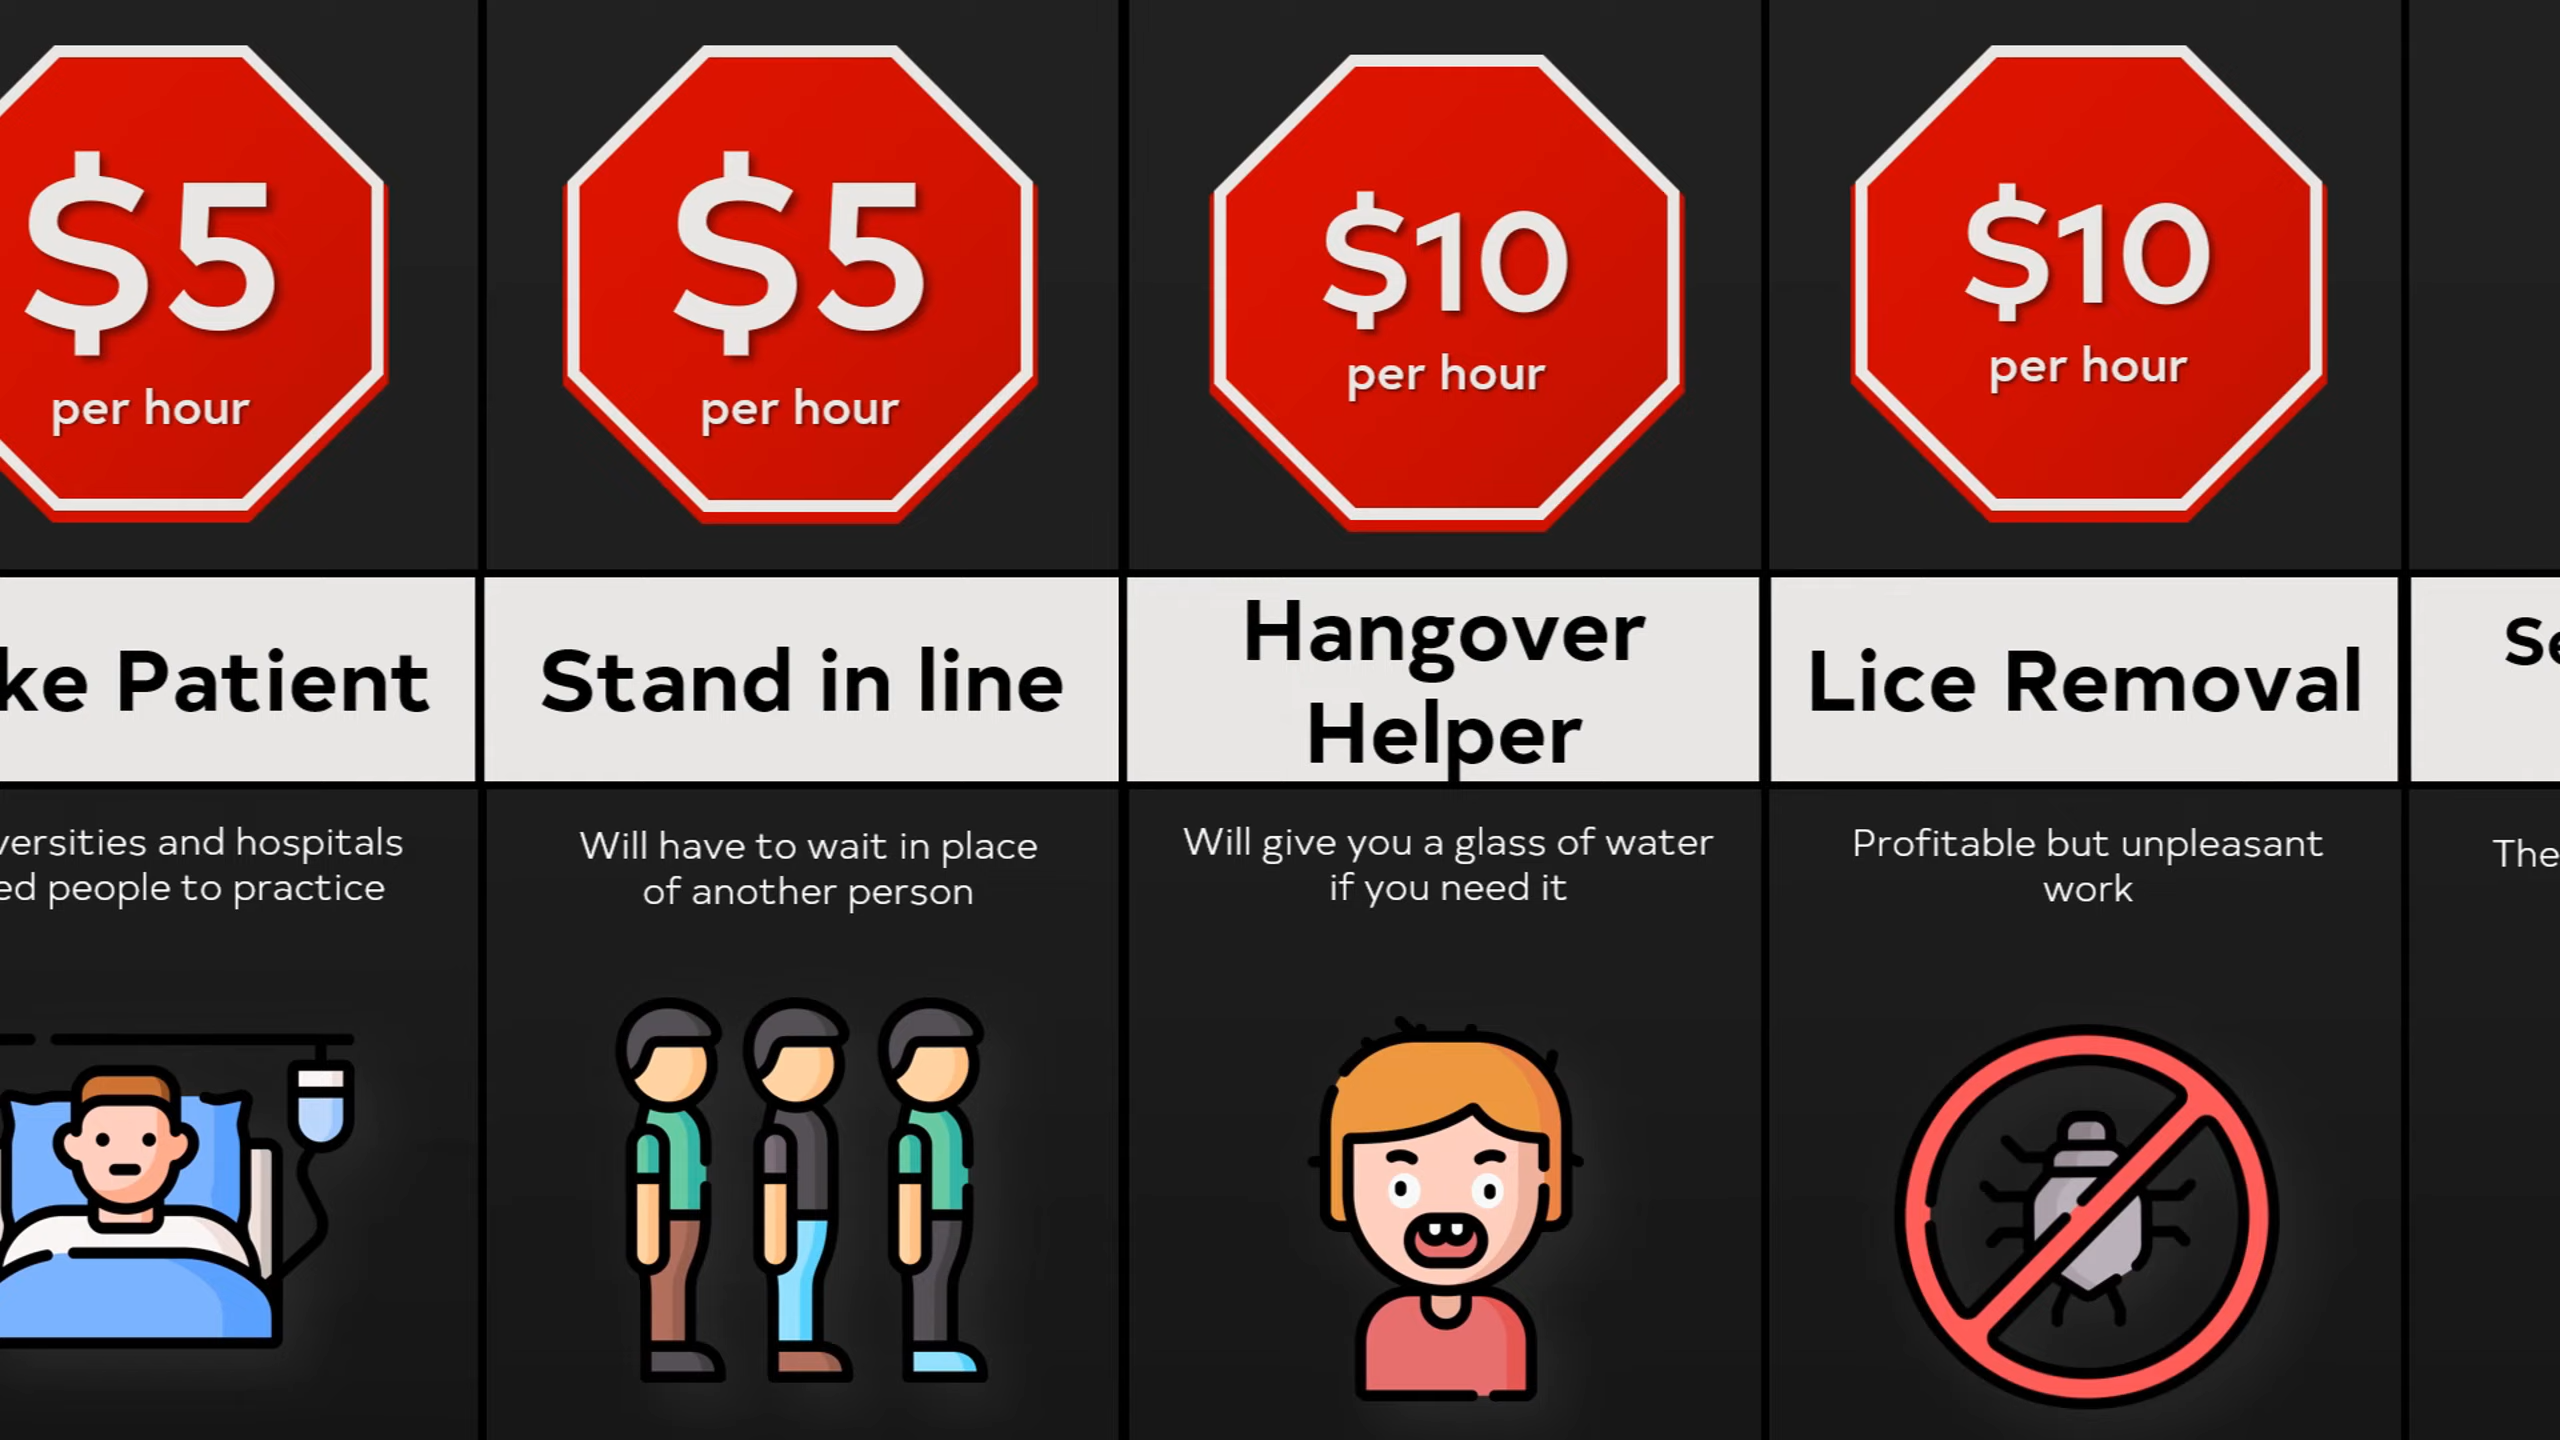 $5
per hour
ke Patient
versities and hospitals
ed people to practice
$5
per hour
Stand in line
Will have to wait in place
of another person
$10
per hour
Hangover
Helper
Will give you a glass of water
if you need it
$10
per hour
Lice Removal
Profitable but unpleasant
work
Se
The